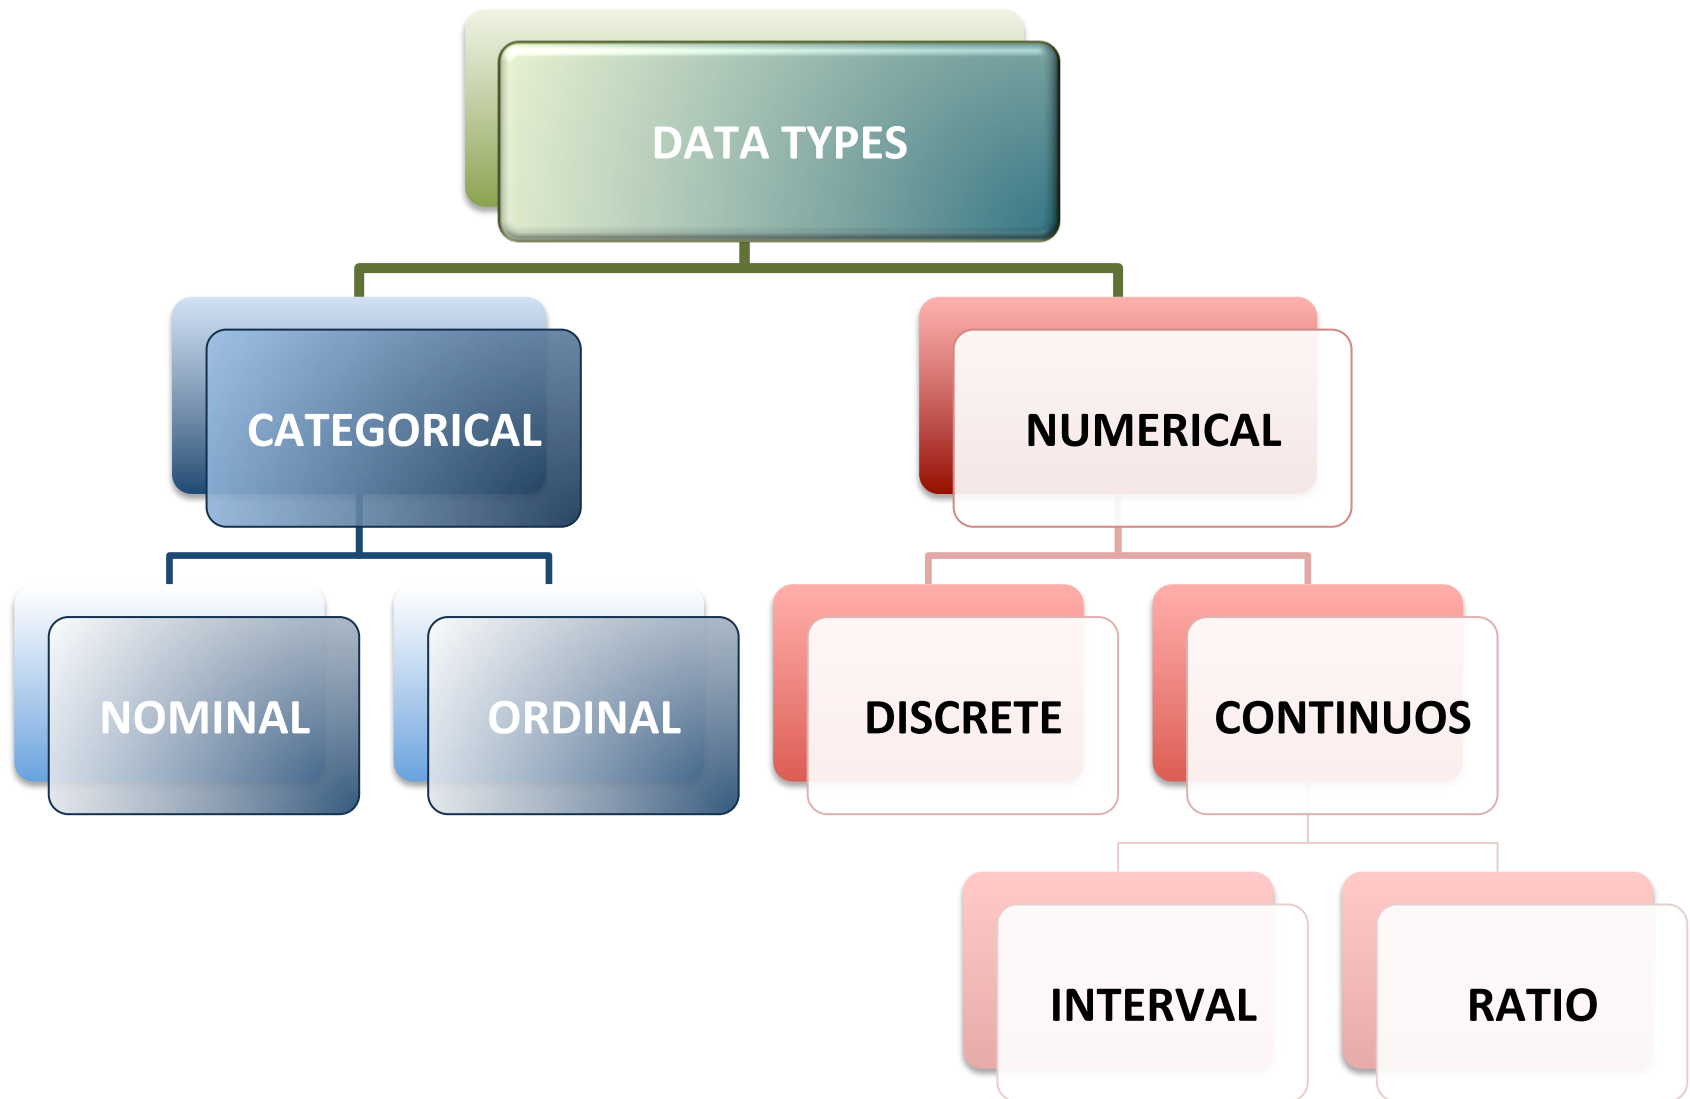 DATA TYPES
CATEGORICAL
NUMERICAL
NOMINAL
ORDINAL
DISCRETE
CONTINUOS
INTERVAL
RATIO